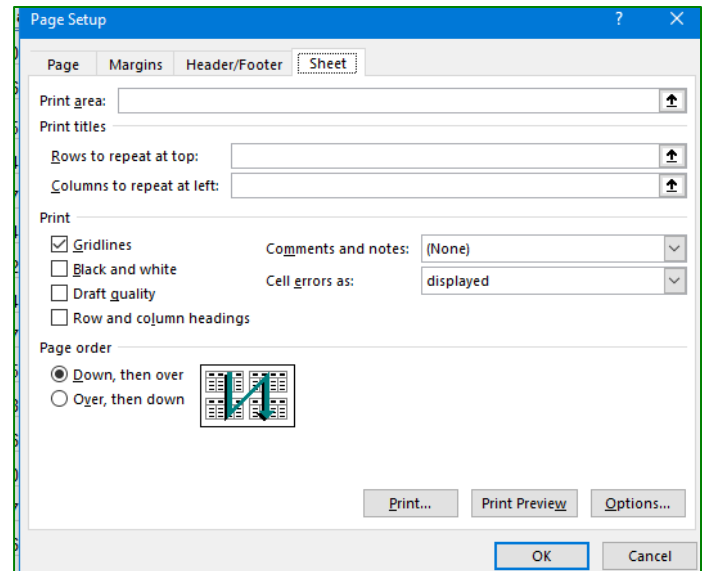 Page Setup ? ×
Page Margins Header/Footer Sheet
Print area:
Print titles
Rows to repeat at top:
Columns to repeat at left:
Print
Gridlines
Black and white
Draft quality
Row and column headings
Comments and notes: (None)
Cell errors as: displayed
Page order
Down, then over
Over, then down
Print... Print Preview Options...
OK Cancel